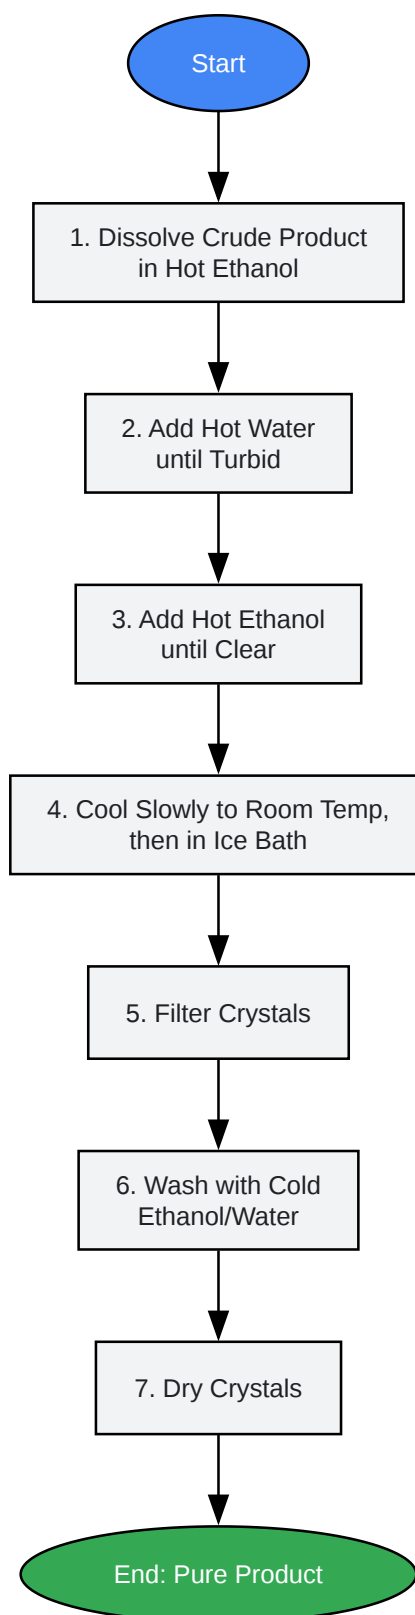 Start
1. Dissolve Crude Product
in Hot Ethanol
2. Add Hot Water
until Turbid
3. Add Hot Ethanol
until Clear
4. Cool Slowly to Room Temp,
then in Ice Bath
5. Filter Crystals
6. Wash with Cold
Ethanol/Water
7. Dry Crystals
End: Pure Product